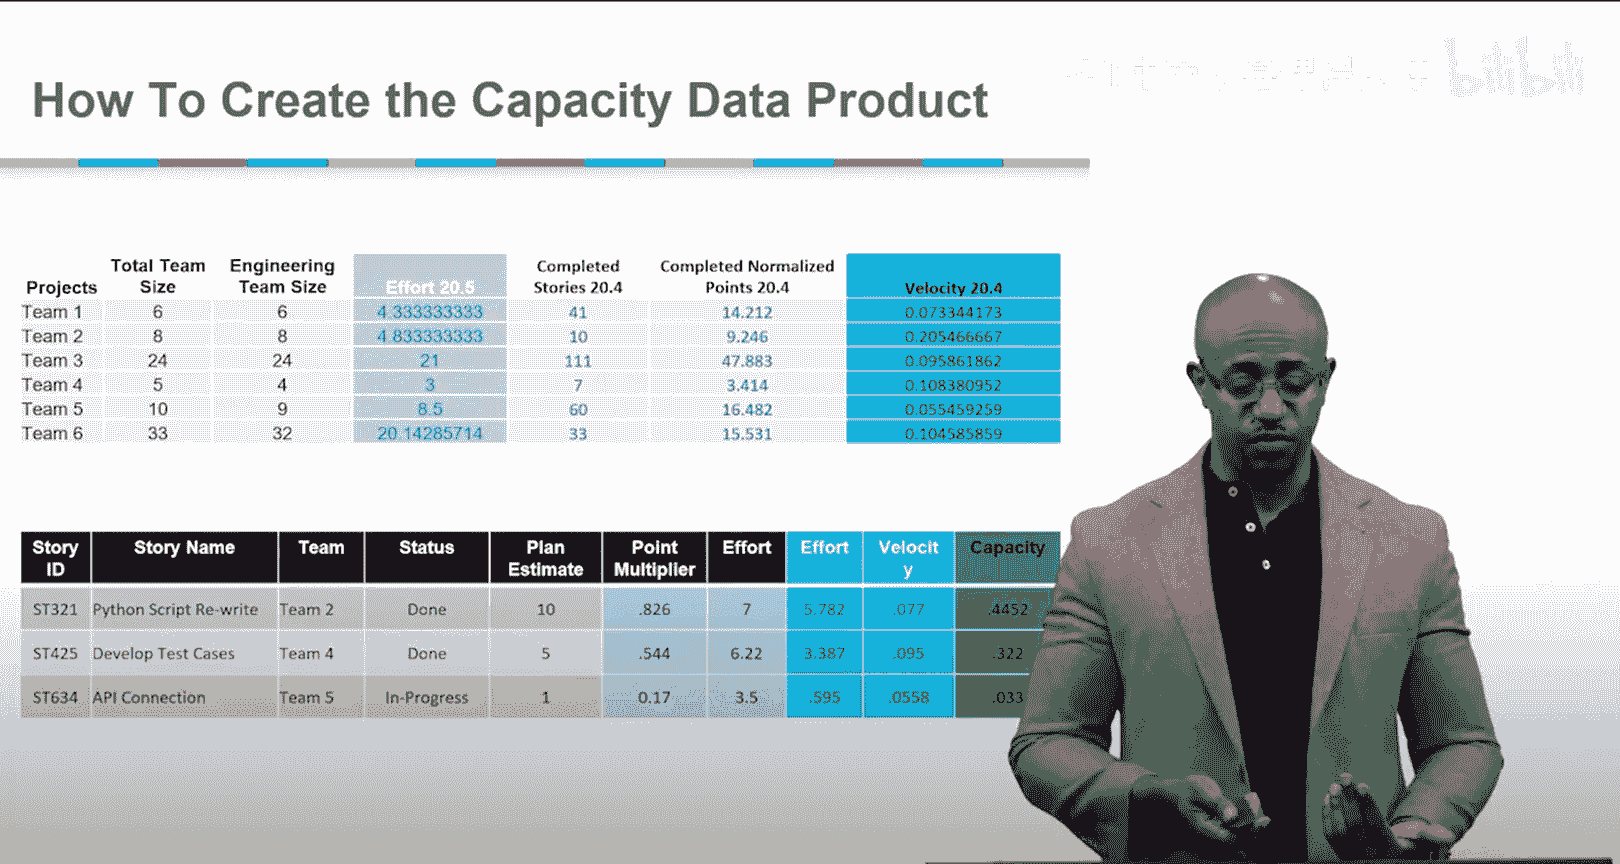 bilibili
How To Create the Capacity Data Product
Projects Total Team Size Engineering Team Size Effort 20.5 Completed Stories 20.4 Completed Normalized Points 20.4 Velocity 20.4
Team 1 6 6 4.333333333 41 14.212 0.073344173
Team 2 8 8 4.833333333 10 9.246 0.205466667
Team 3 24 24 21 111 47.883 0.095861862
Team 4 5 4 3 7 3.414 0.108380952
Team 5 10 9 8.5 60 16.482 0.055459259
Team 6 33 32 20.14285714 33 15.531 0.104585859
Story ID Story Name Team Status Plan Estimate Point Multiplier Effort Effort Velocity Capacity
ST321 Python Script Re-write Team 2 Done 10 .826 7 5.782 .077 .4452
ST425 Develop Test Cases Team 4 Done 5 .544 6.22 3.387 .095 .322
ST634 API Connection Team 5 In-Progress 1 0.17 3.5 .595 .0558 .033